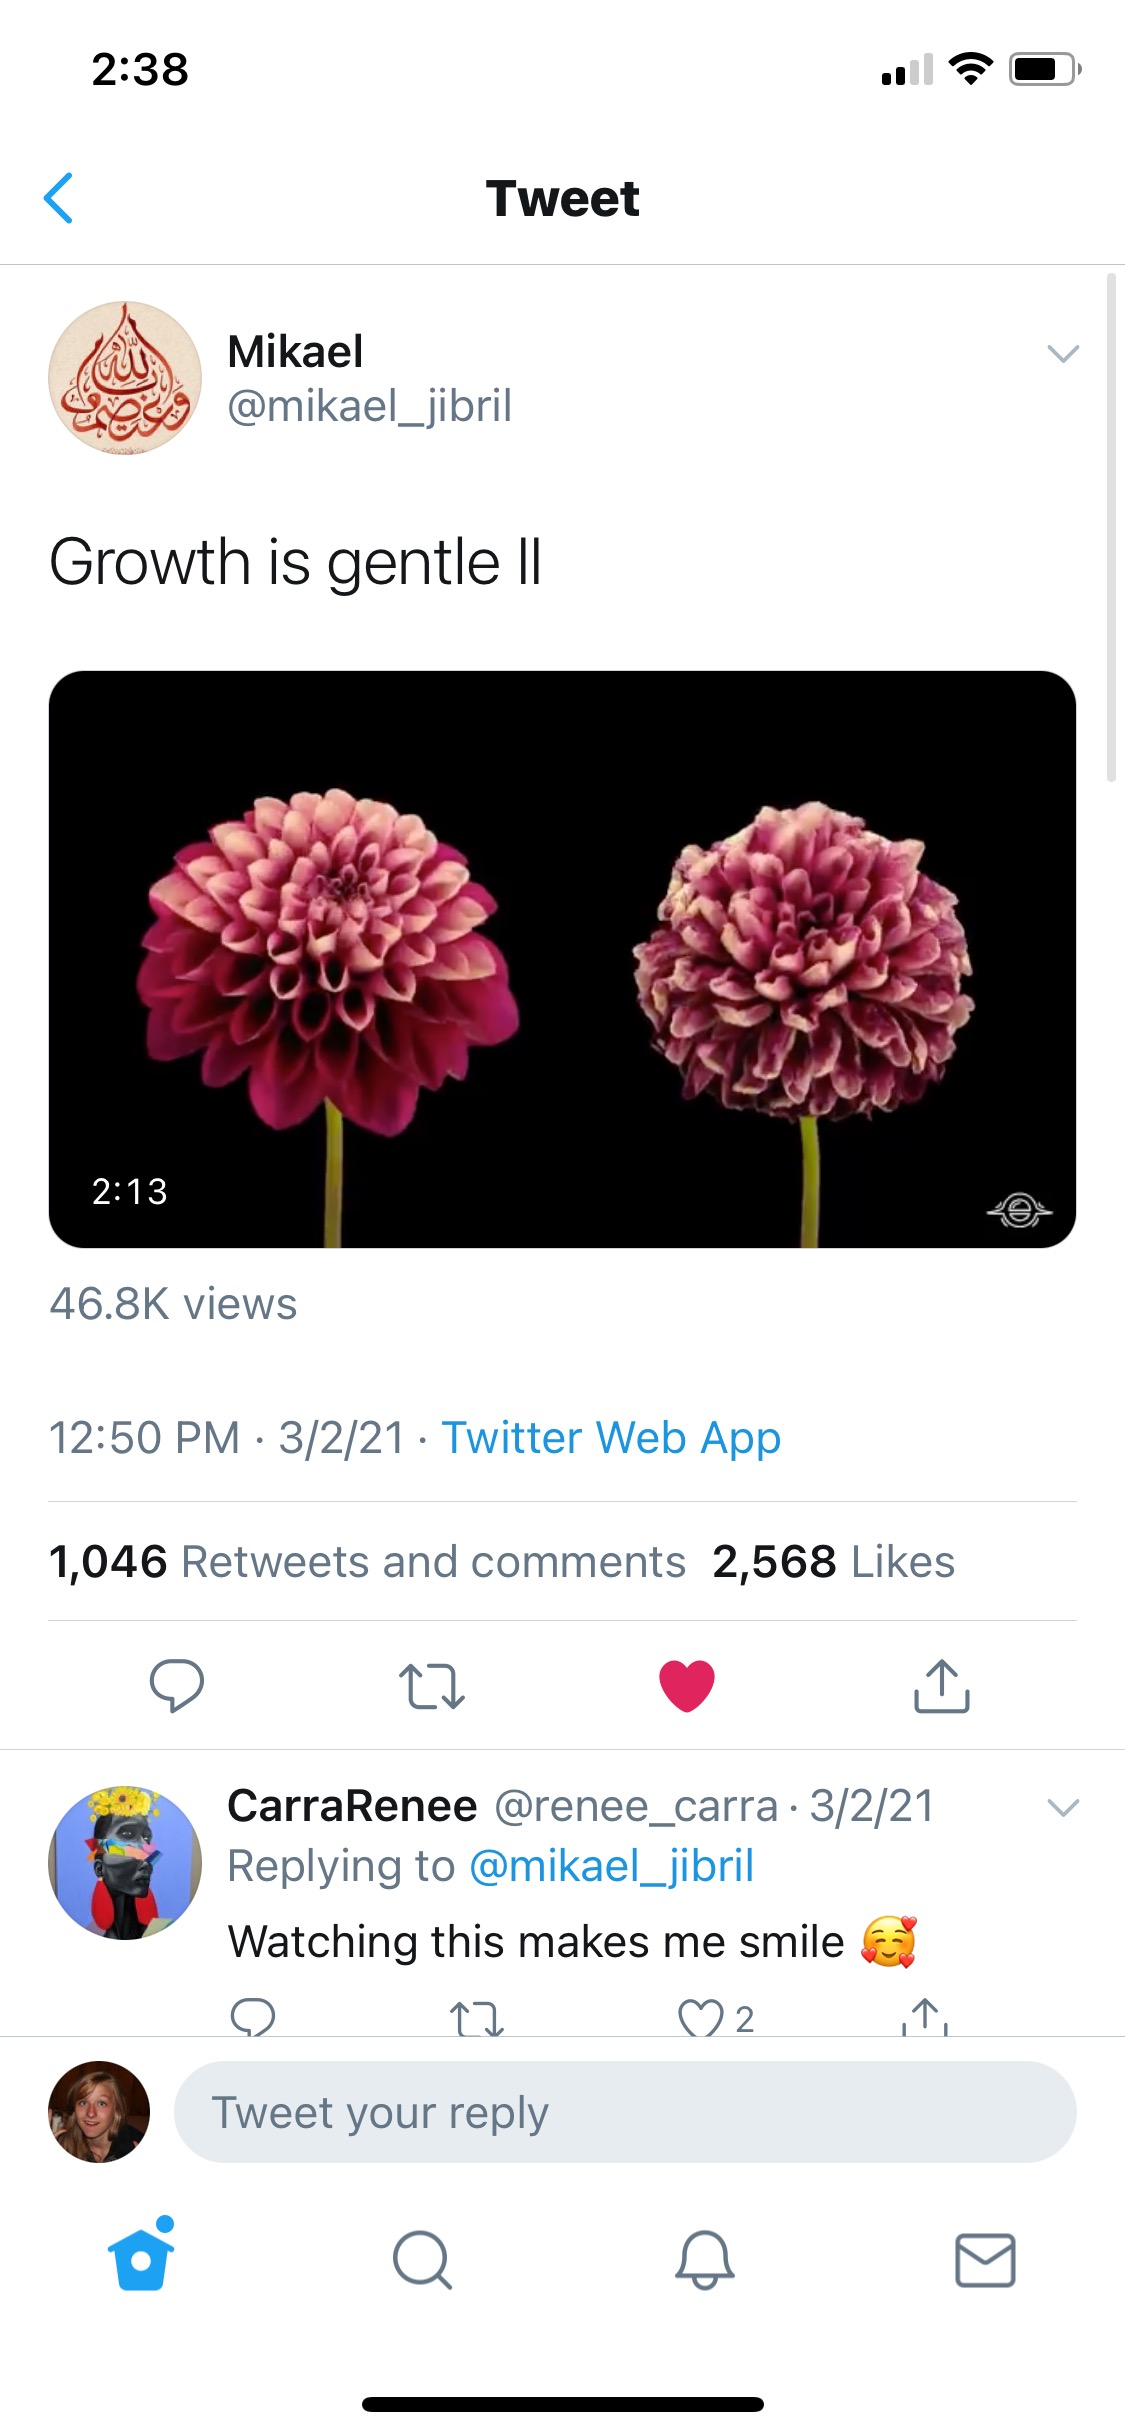 2:38
Tweet
Mikael
@mikael_jibril
Growth is gentle II
2:13
46.8K views
12:50 PM · 3/2/21 · Twitter Web App
1,046 Retweets and comments 2,568 Likes
CarraRenee @renee_carra · 3/2/21
Replying to @mikael_jibril
Watching this makes me smile 🥰
2
Tweet your reply